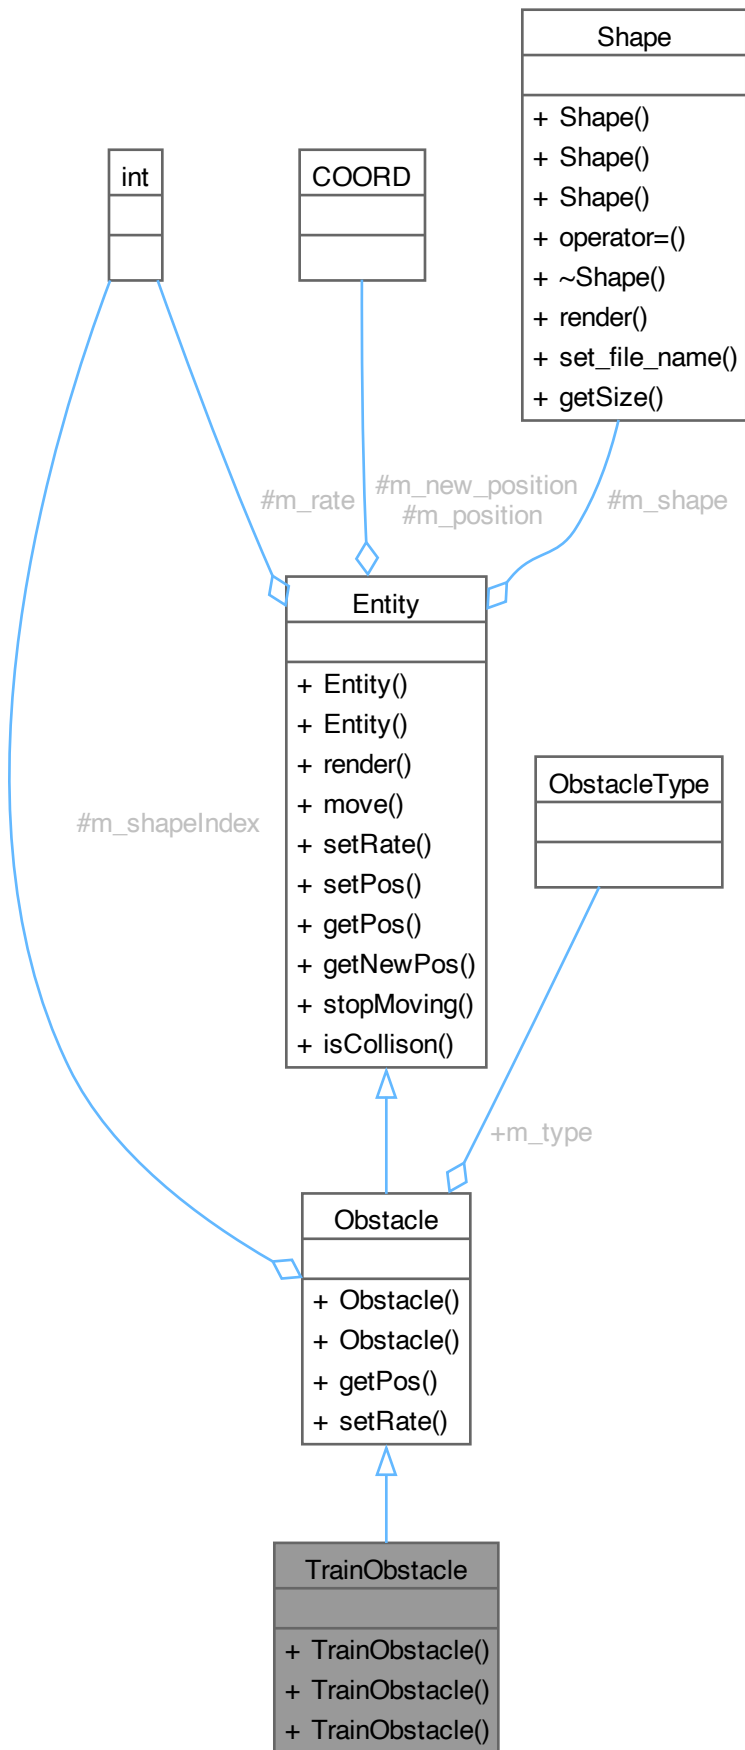 Shape
+ Shape()
+ Shape()
+ Shape()
+ operator=()
+ ~Shape()
+ render()
+ set_file_name()
+ getSize()
int
COORD
#m_rate
#m_new_position
#m_position
#m_shape
Entity
+ Entity()
+ Entity()
+ render()
+ move()
+ setRate()
+ setPos()
+ getPos()
+ getNewPos()
+ stopMoving()
+ isCollison()
ObstacleType
#m_shapeIndex
+m_type
Obstacle
+ Obstacle()
+ Obstacle()
+ getPos()
+ setRate()
TrainObstacle
+ TrainObstacle()
+ TrainObstacle()
+ TrainObstacle()